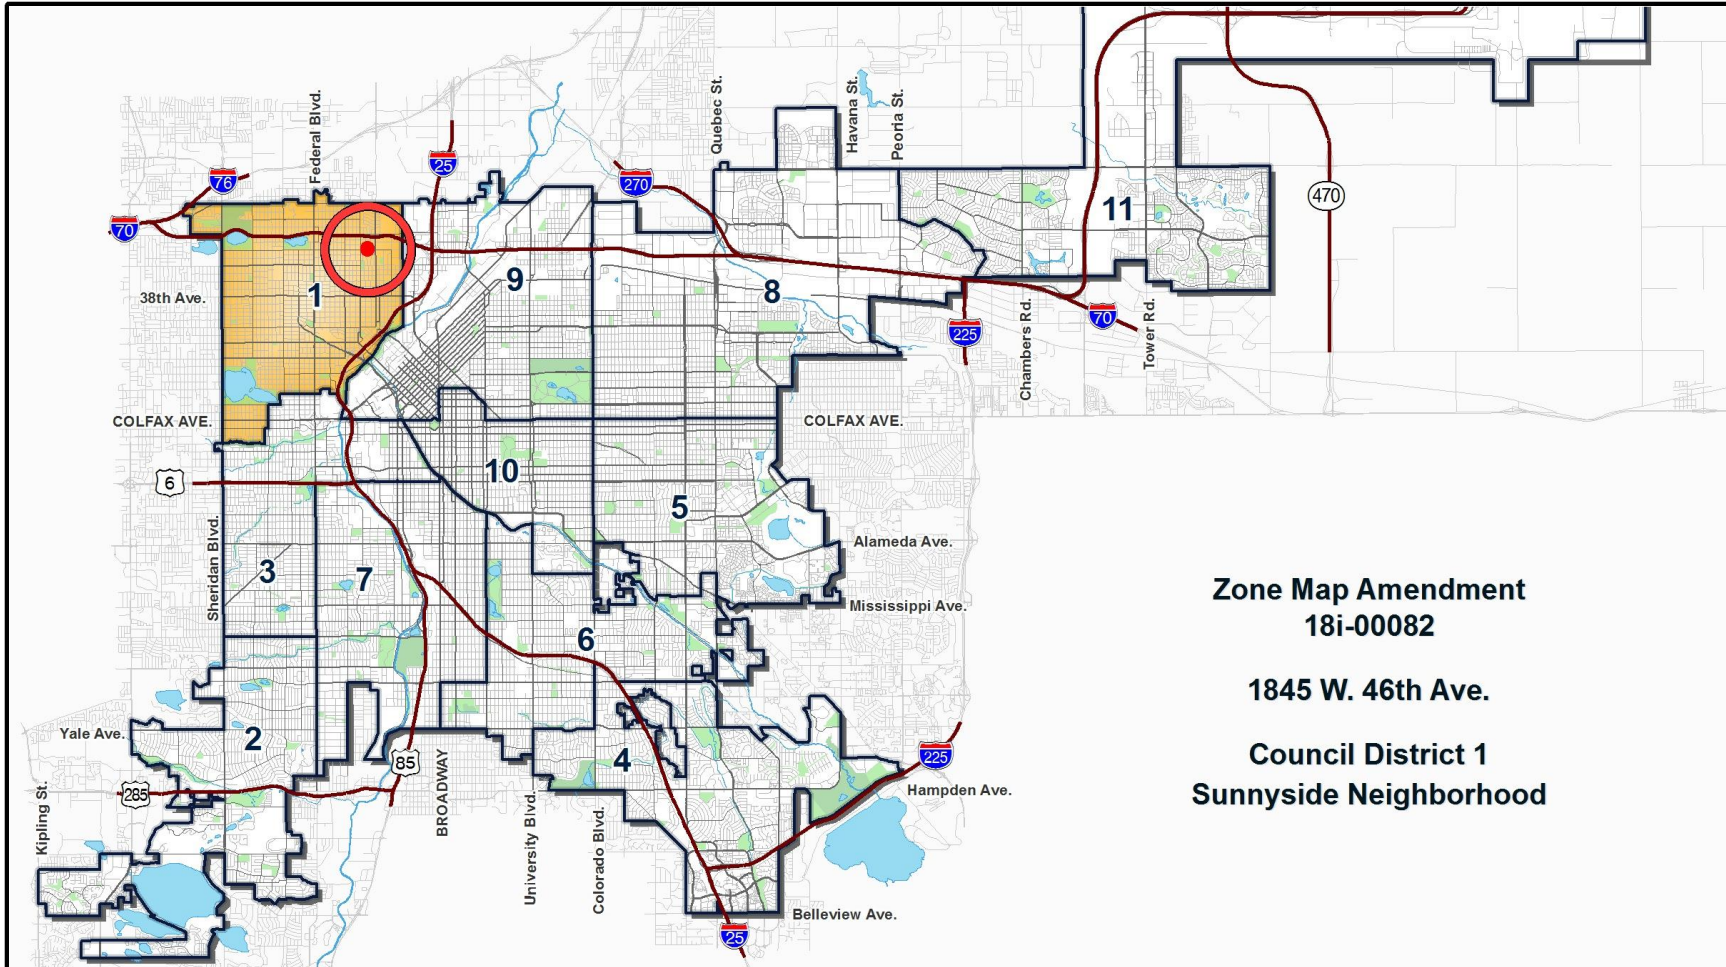 Federal Blvd.
Quebec St.
Havana St.
Peoria St.
76
25
270
70
470
11
9
8
1
38th Ave.
225
Chambers Rd.
70
Tower Rd.
COLFAX AVE.
COLFAX AVE.
10
6
5
Sheridan Blvd.
Alameda Ave.
3
7
Mississippi Ave.
6
Zone Map Amendment
18i-00082
1845 W. 46th Ave.
Council District 1
Sunnyside Neighborhood
Yale Ave.
2
85
BROADWAY
4
225
285
Hampden Ave.
Kipling St.
University Blvd.
Colorado Blvd.
Belleview Ave.
25